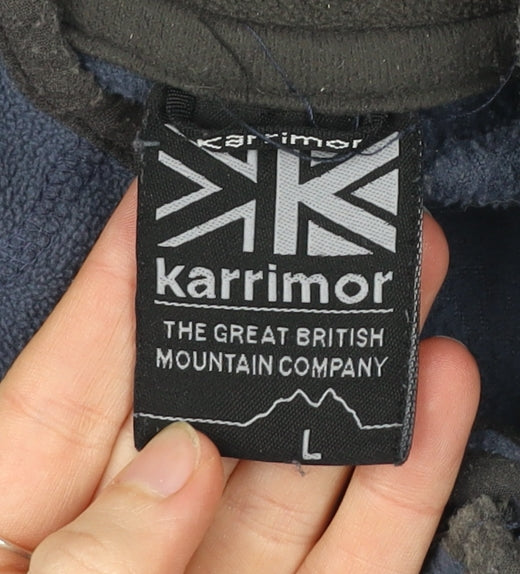 karrimor
karrimor
THE GREAT BRITISH
MOUNTAIN COMPANY
L